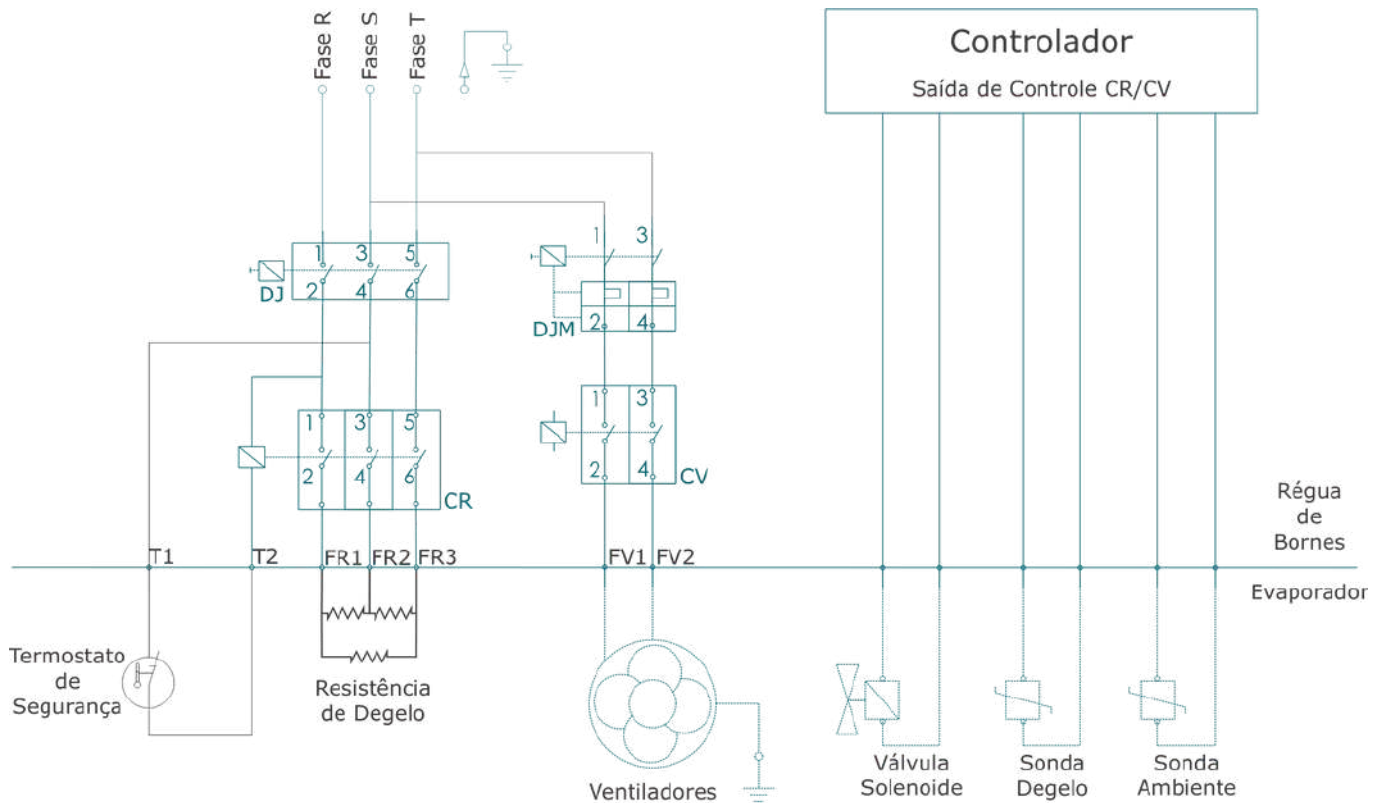 Fase R
Fase S
Fase T
Controlador
Saída de Controle CR/CV
1 3 5
DJ
2 4 6
1 3
DJM
2 4
1 3 5
2 4 6
CR
1 3
2 4
CV
Régua
de
Bornes
T1 T2 FR1 FR2 FR3 FV1 FV2
Evaporador
Termostato
de
Segurança
Resistência
de Degelo
Ventiladores
Válvula
Solenoide
Sonda
Degelo
Sonda
Ambiente